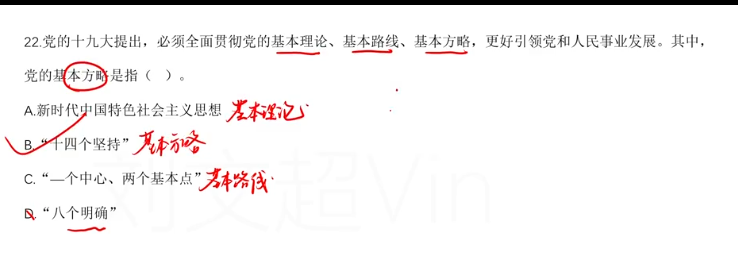 22.党的十九大提出，必须全面贯彻党的基本理论、基本路线、基本方略，更好引领党和人民事业发展。其中，
党的基本方略是指（ ）。
A.新时代中国特色社会主义思想 基本理论
B.“十四个坚持” 基本方略
C.“—个中心、两个基本点” 基本路线
D.“八个明确”
刘文超Vin